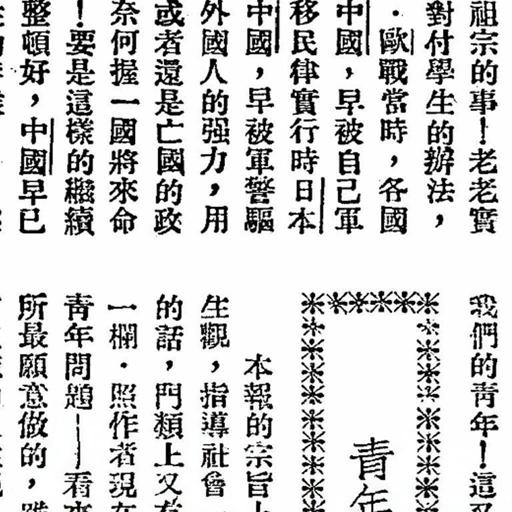 祖宗的事！老老實
對付學生的辦法，
．歐戰當時，各國
中國，早被自己軍
移民律實行時日本
中國，早被軍警驅
外國人的强力，用
或者還是亡國的政
奈何握一國將來命
！要是這樣的繼續
整頓好，中國早已
我們的靑年！這
靑年
本報的宗旨
生觀，指導社會
的話，門類上又有
一欄．照作者現在
靑年問題——看來
所最願意做的，